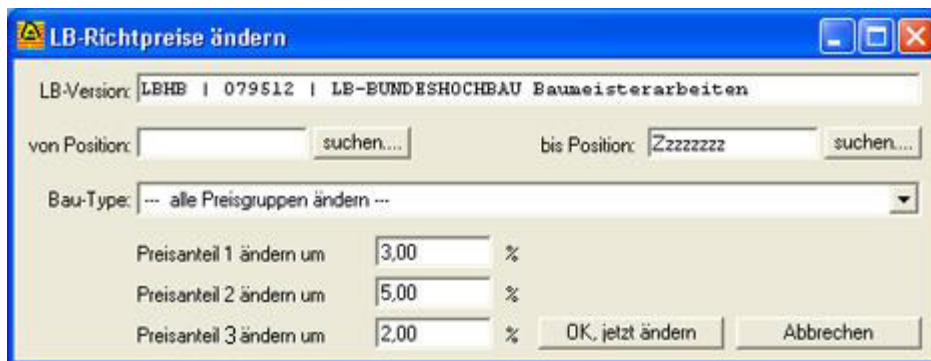 LB-Richtpreise ändern
LB-Version: LBHB | 079512 | LB-BUNDESHOCHBAU Baumeisterarbeiten
von Position: suchen.... bis Position: Zzzzzzzz suchen....
Bau-Type: --- alle Preisgruppen ändern ---
Preisanteil 1 ändern um 3,00 %
Preisanteil 2 ändern um 5,00 %
Preisanteil 3 ändern um 2,00 % OK, jetzt ändern Abbrechen